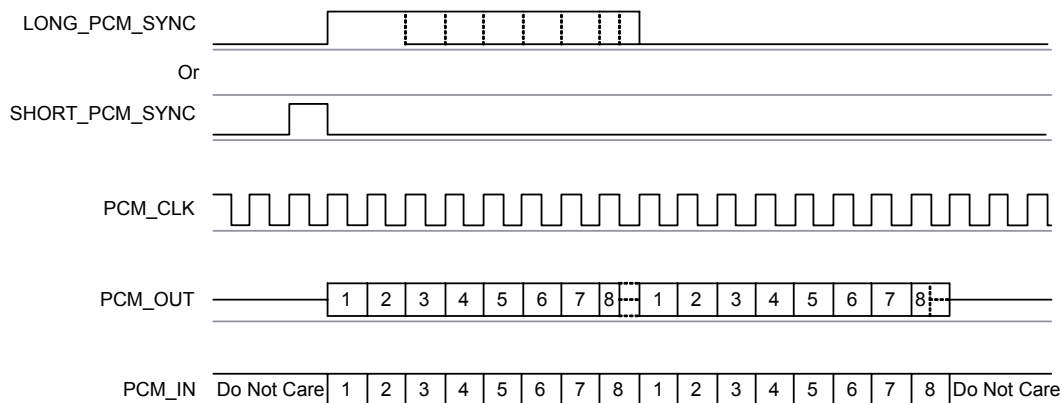 LONG_PCM_SYNC
Or
SHORT_PCM_SYNC
PCM_CLK
PCM_OUT 1 2 3 4 5 6 7 8 1 2 3 4 5 6 7 8
PCM_IN Do Not Care 1 2 3 4 5 6 7 8 1 2 3 4 5 6 7 8 Do Not Care